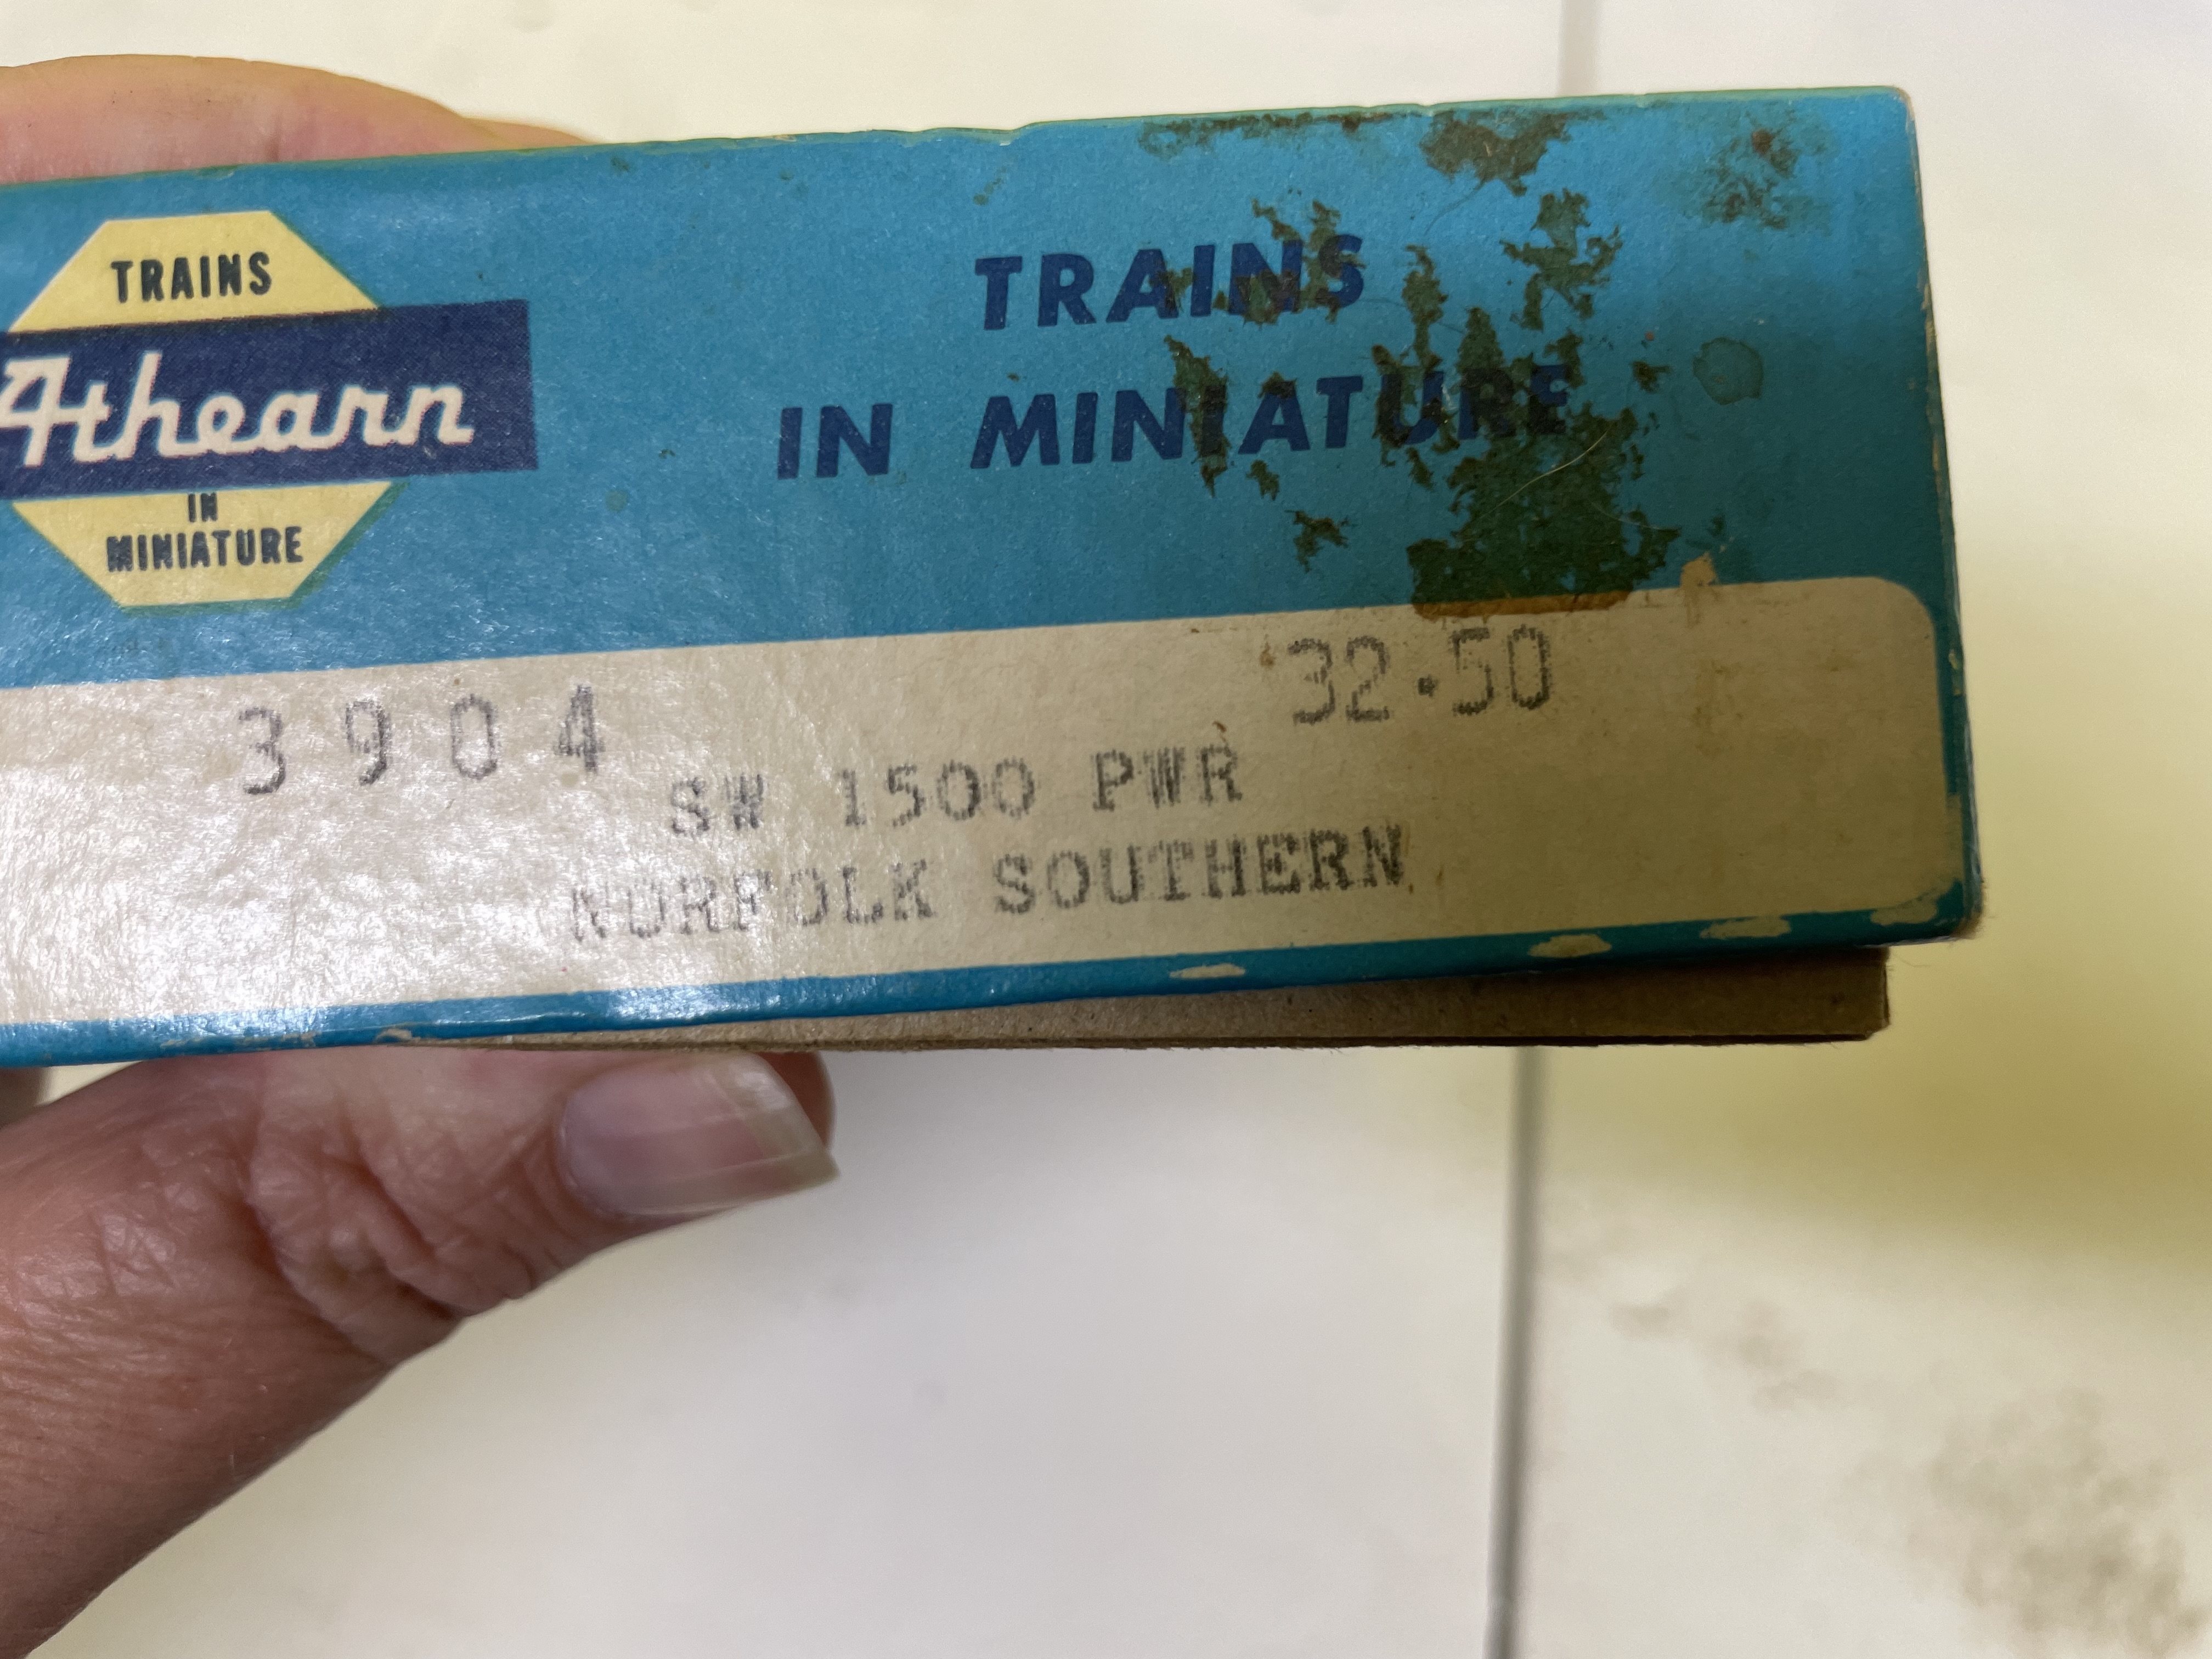 TRAINS
Athearn
IN
MINIATURE
TRAINS
IN MINIATURE
32.50
3904
SW 1500 PWR
NORFOLK SOUTHERN